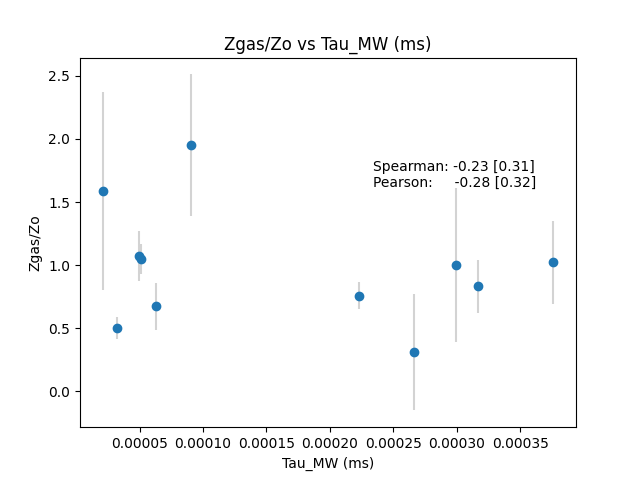 Zgas/Zo vs Tau_MW (ms)
2.5
2.0
1.5
1.0
0.5
0.0
Zgas/Zo
Spearman: -0.23 [0.31]
Pearson: -0.28 [0.32]
0.00005 0.00010 0.00015 0.00020 0.00025 0.00030 0.00035
Tau_MW (ms)